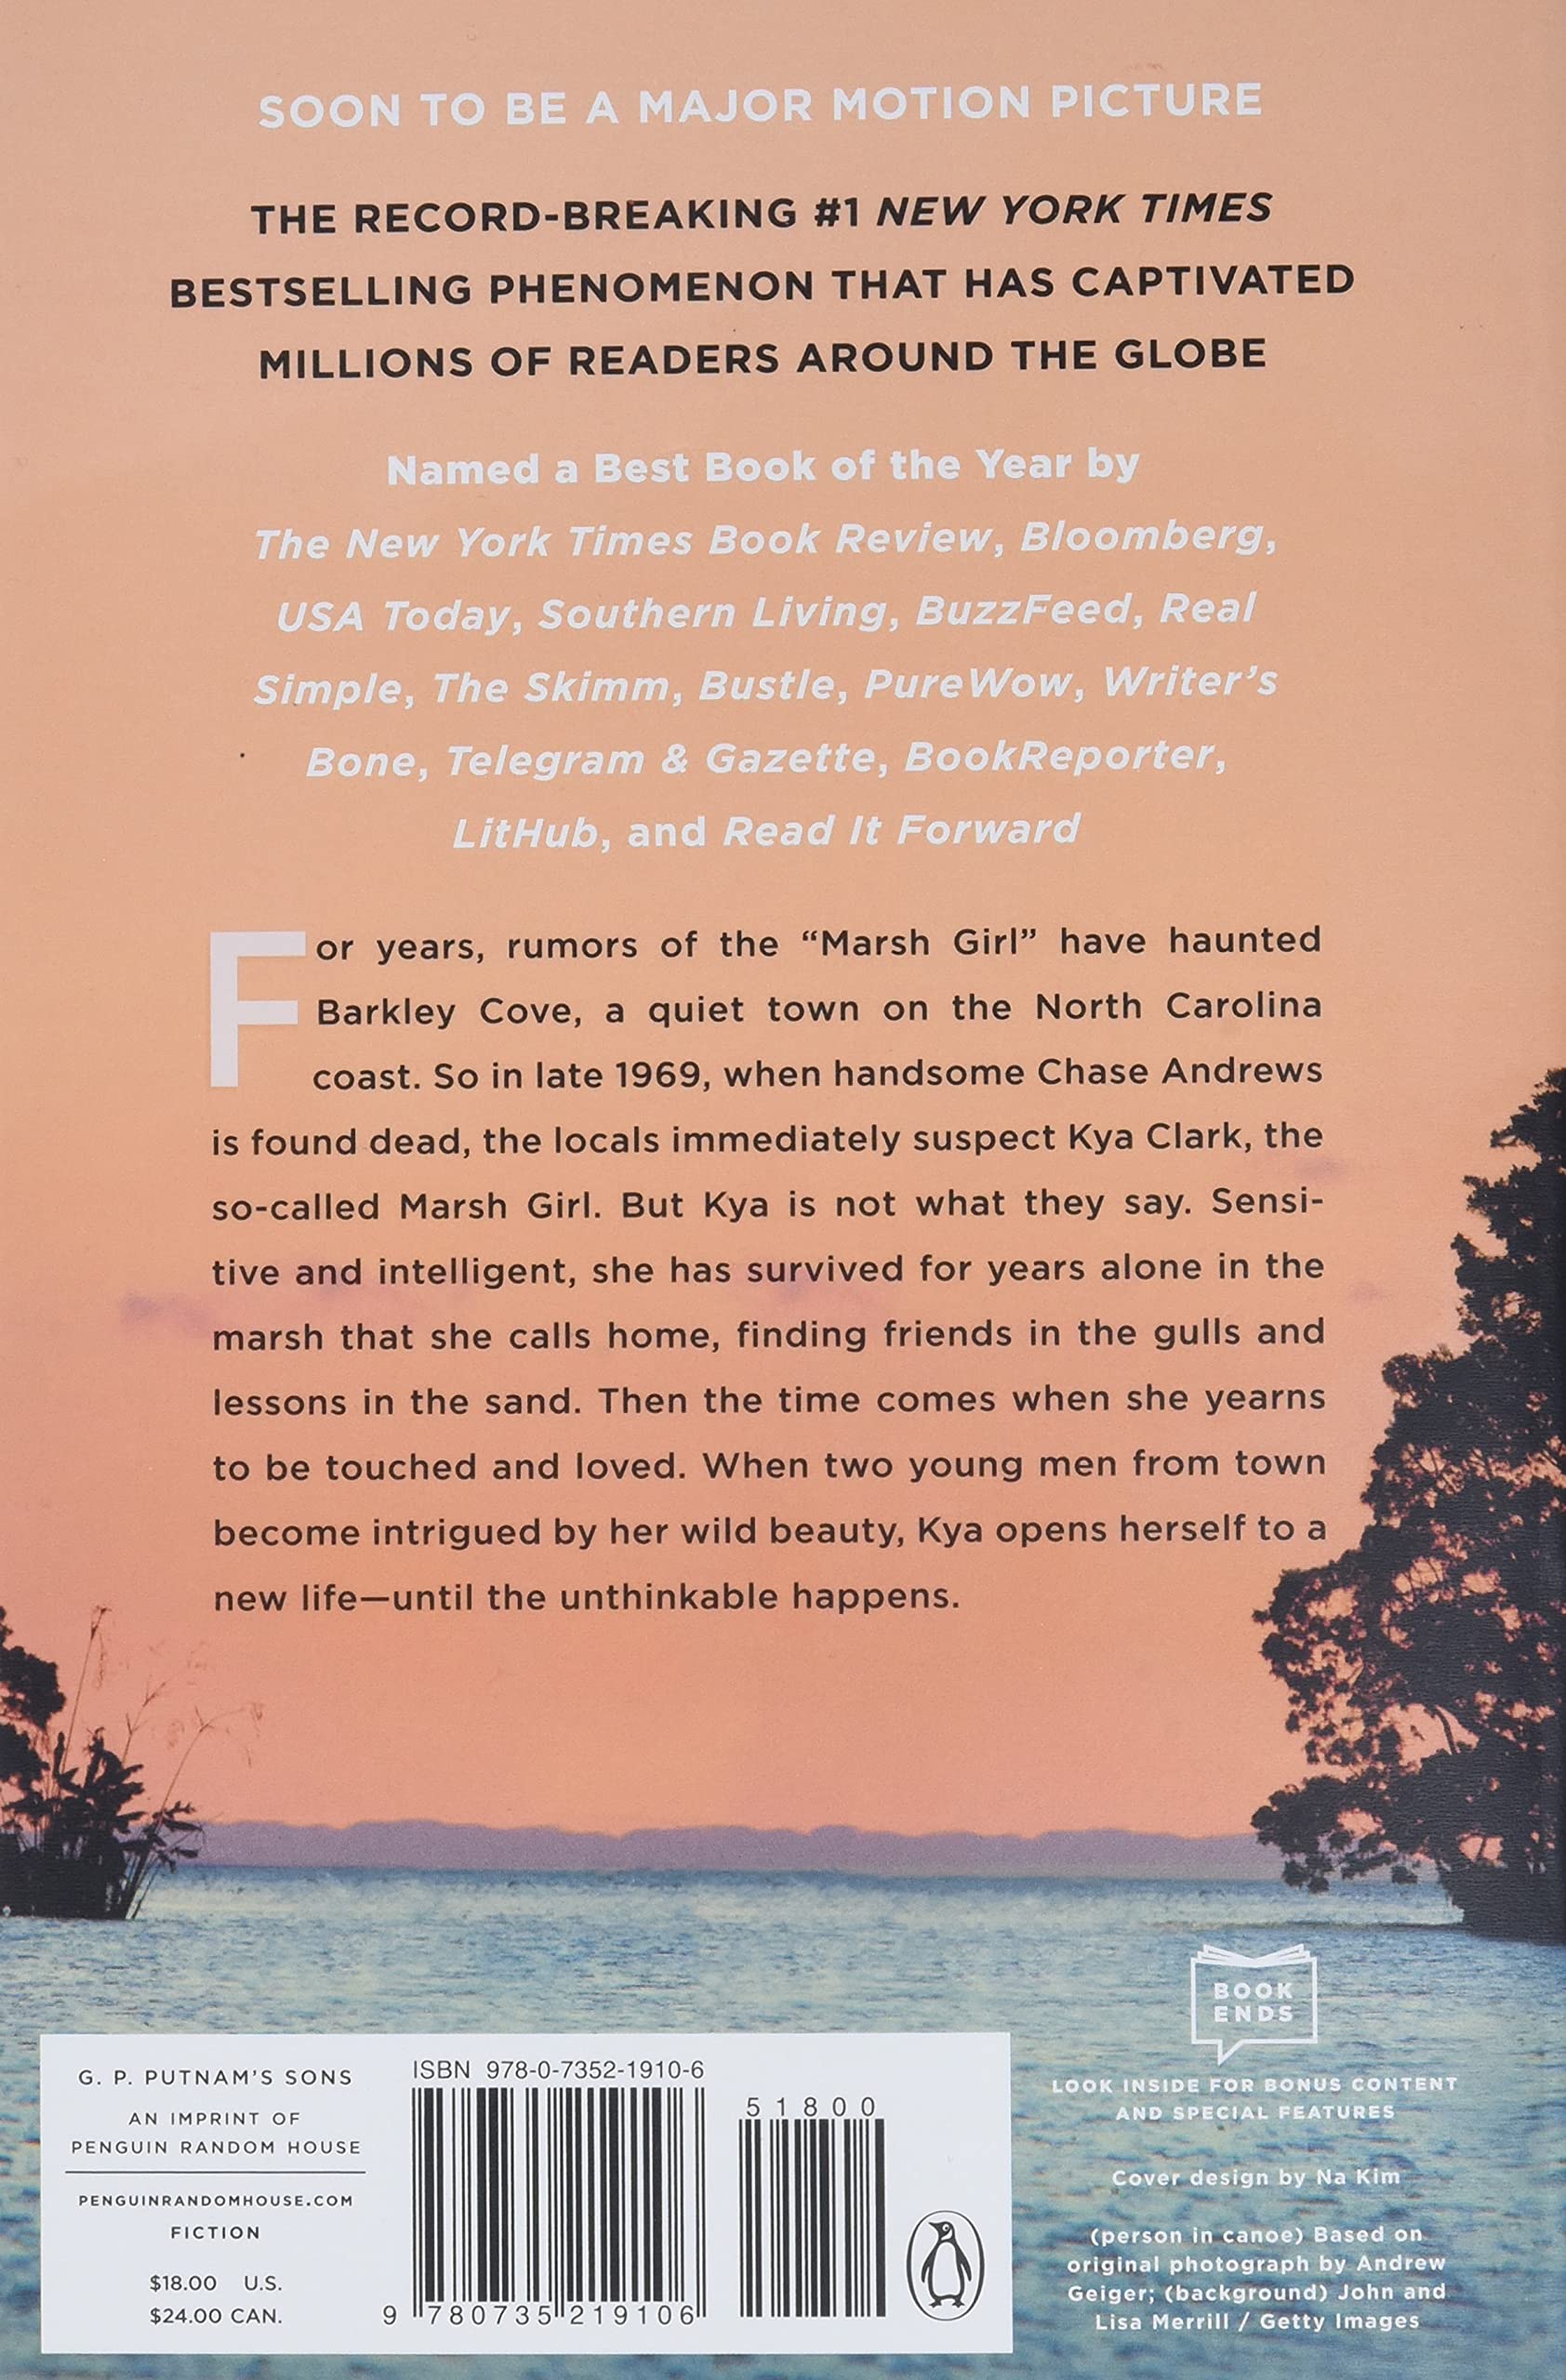 SOON TO BE A MAJOR MOTION PICTURE
THE RECORD-BREAKING #1 NEW YORK TIMES
BESTSELLING PHENOMENON THAT HAS CAPTIVATED
MILLIONS OF READERS AROUND THE GLOBE
Named a Best Book of the Year by
The New York Times Book Review, Bloomberg,
USA Today, Southern Living, BuzzFeed, Real
Simple, The Skimm, Bustle, PureWow, Writer’s
Bone, Telegram & Gazette, BookReporter,
LitHub, and Read It Forward
For years, rumors of the “Marsh Girl” have haunted
Barkley Cove, a quiet town on the North Carolina
coast. So in late 1969, when handsome Chase Andrews
is found dead, the locals immediately suspect Kya Clark, the
so-called Marsh Girl. But Kya is not what they say. Sensi-
tive and intelligent, she has survived for years alone in the
marsh that she calls home, finding friends in the gulls and
lessons in the sand. Then the time comes when she yearns
to be touched and loved. When two young men from town
become intrigued by her wild beauty, Kya opens herself to a
new life—until the unthinkable happens.
G. P. PUTNAM’S SONS
AN IMPRINT OF
PENGUIN RANDOM HOUSE
PENGUINRANDOMHOUSE.COM
FICTION
$18.00 U.S.
$24.00 CAN.
ISBN 978-0-7352-1910-6
51800
9 780735 219106
BOOK
ENDS
LOOK INSIDE FOR BONUS CONTENT
AND SPECIAL FEATURES
Cover design by Na Kim
(person in canoe) Based on
original photograph by Andrew
Geiger; (background) John and
Lisa Merrill / Getty Images